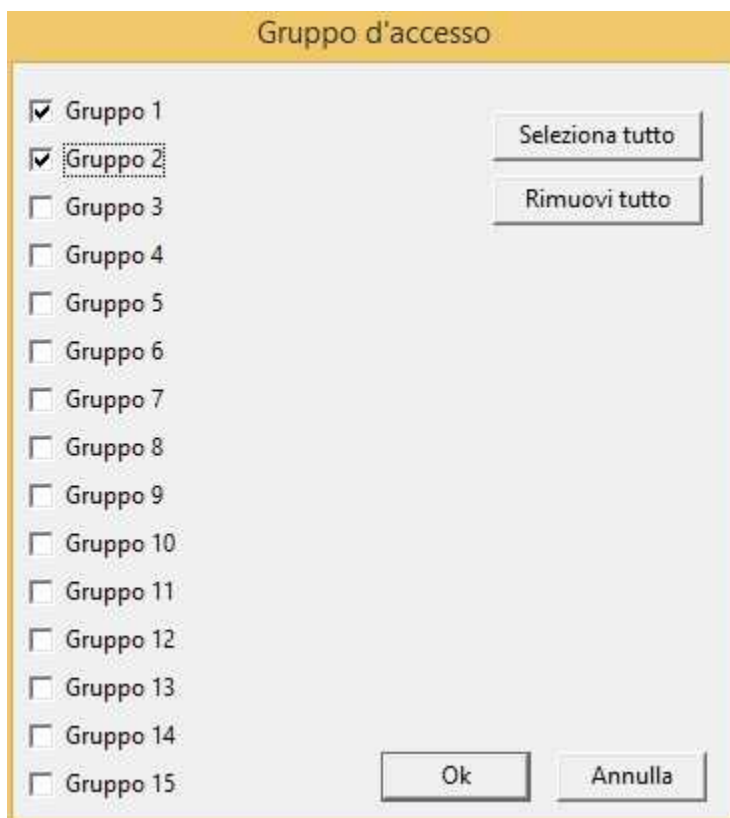 Gruppo d'accesso
Gruppo 1
Seleziona tutto
Gruppo 2
Rimuovi tutto
Gruppo 3
Gruppo 4
Gruppo 5
Gruppo 6
Gruppo 7
Gruppo 8
Gruppo 9
Gruppo 10
Gruppo 11
Gruppo 12
Gruppo 13
Gruppo 14
Gruppo 15
Ok
Annulla